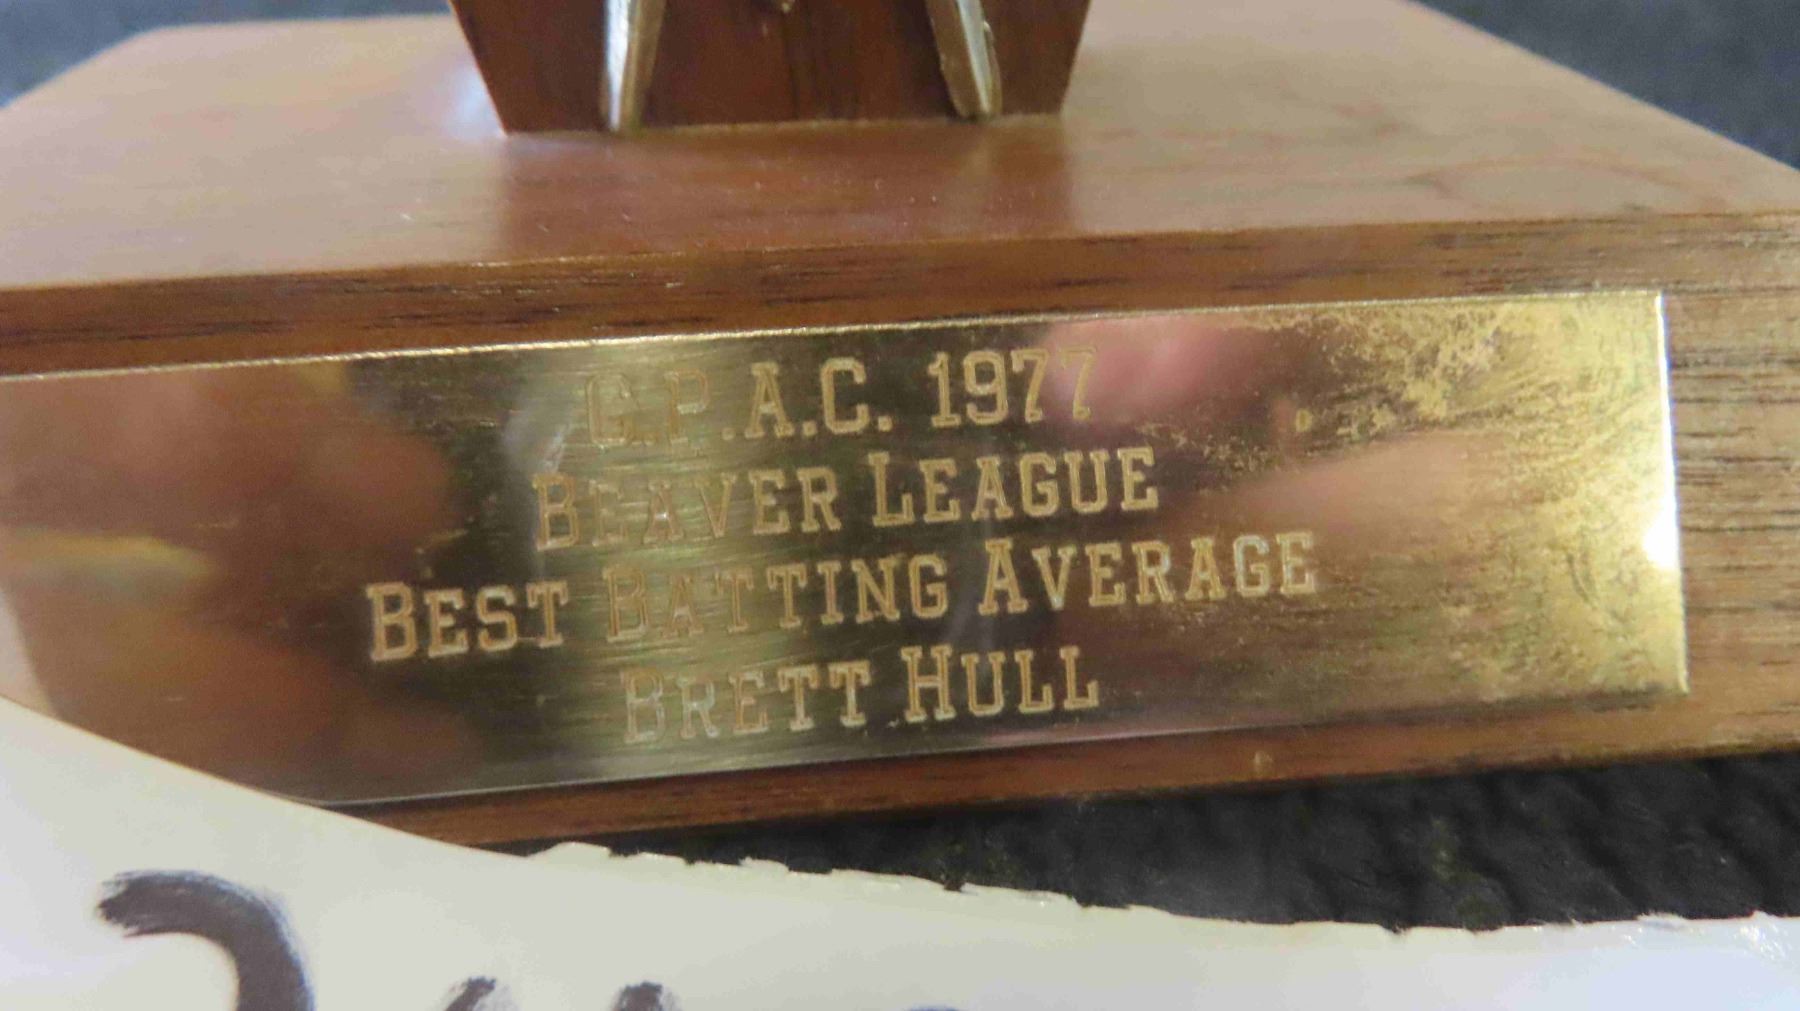 G.P.A.C. 1977
BEAVER LEAGUE
BEST BATTING AVERAGE
BRETT HULL